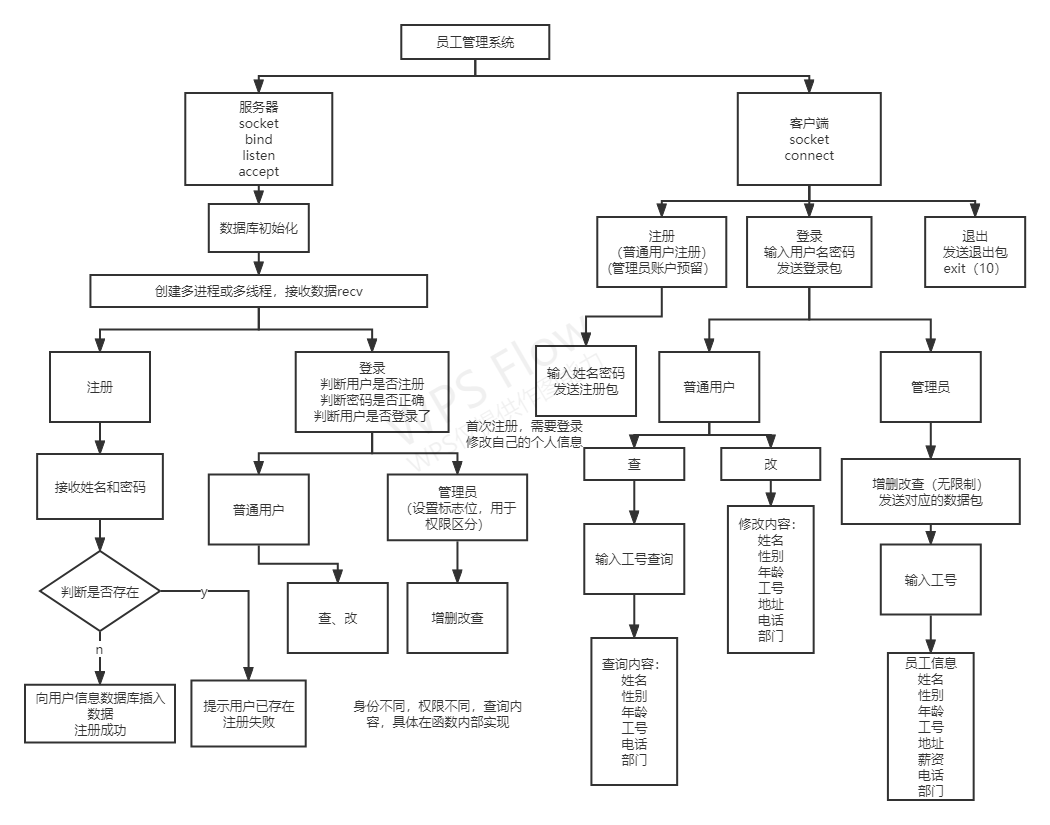 员工管理系统
服务器
socket
bind
listen
accept
客户端
socket
connect
数据库初始化
注册
（普通用户注册）
（管理员账户预留）
登录
输入用户名密码
发送登录包
退出
发送退出包
exit（10）
创建多进程或多线程，接收数据recv
注册
登录
判断用户是否注册
判断密码是否正确
判断用户是否登录了
输入姓名密码
发送注册包
普通用户
管理员
首次注册，需要登录
修改自己的个人信息
查
改
接收姓名和密码
普通用户
管理员
（设置标志位，用于
权限区分）
增删改查（无限制）
发送对应的数据包
输入工号查询
修改内容：
姓名
性别
年龄
工号
地址
电话
部门
输入工号
判断是否存在
y
n
查、改
增删改查
向用户信息数据库插入
数据
注册成功
提示用户已存在
注册失败
身份不同，权限不同，查询内
容，具体在函数内部实现
查询内容：
姓名
性别
年龄
工号
电话
部门
员工信息
姓名
性别
年龄
工号
地址
薪资
电话
部门
WPS Flow